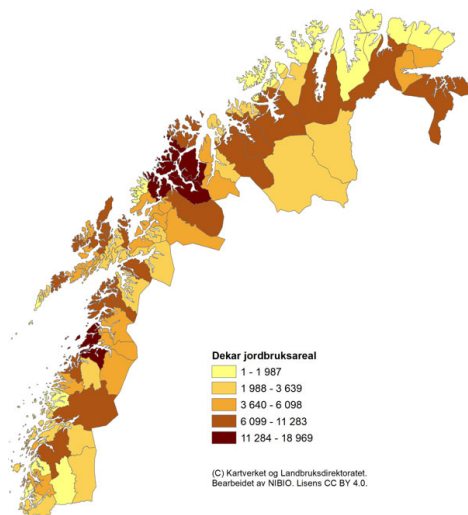 Dekar jordbruksareal
1 - 1 987
1 988 - 3 639
3 640 - 6 098
6 099 - 11 283
11 284 - 18 969
(C) Kartverket og Landbruksdirektoratet.
Bearbeidet av NIBIO. Lisens CC BY 4.0.